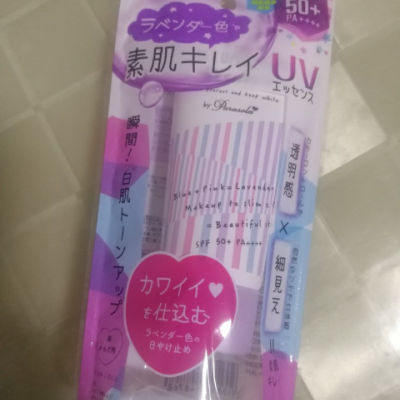 50+
PA++++
ラベンダー色で
素肌キレイ
UV
エッセンス
Protect and keep white
by Parasola
瞬間!白肌トーンアップ
Blue+Pink=Lavender
Makeup to slim
=Beautiful
SPF 50+ PA++++
透明感
×
細見え
カワイイ♥
を仕込む
ラベンダー色の
日やけ止め